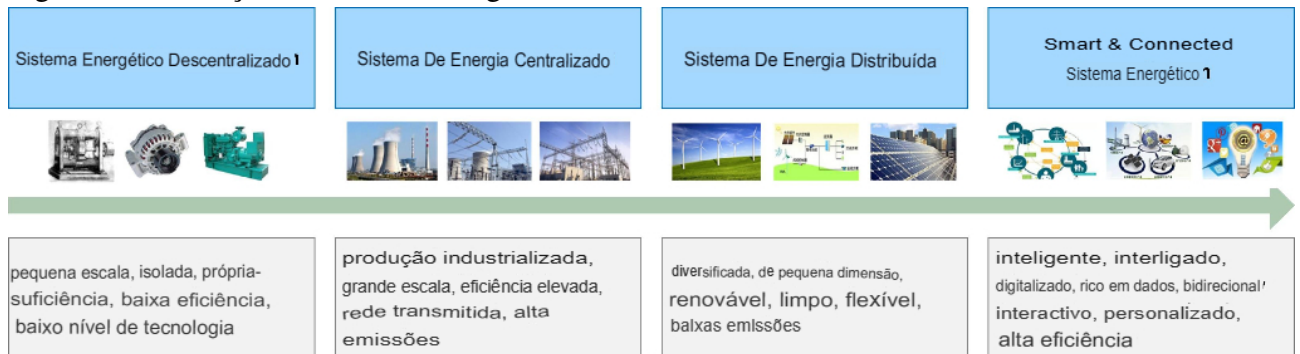 Sistema Energético Descentralizado 1
Sistema De Energia Centralizado
Sistema De Energia Distribuída
Smart & Connected
Sistema Energético 1
pequena escala, isolada, própria-
suficiência, baixa eficiência,
baixo nível de tecnologia
produção industrializada,
grande escala, eficiência elevada,
rede transmitida, alta
emissões
diversificada, de pequena dimensão,
renovável, limpo, flexível,
baixas emissões
inteligente, interligado,
digitalizado, rico em dados, bidirecional,
interactivo, personalizado,
alta eficiência